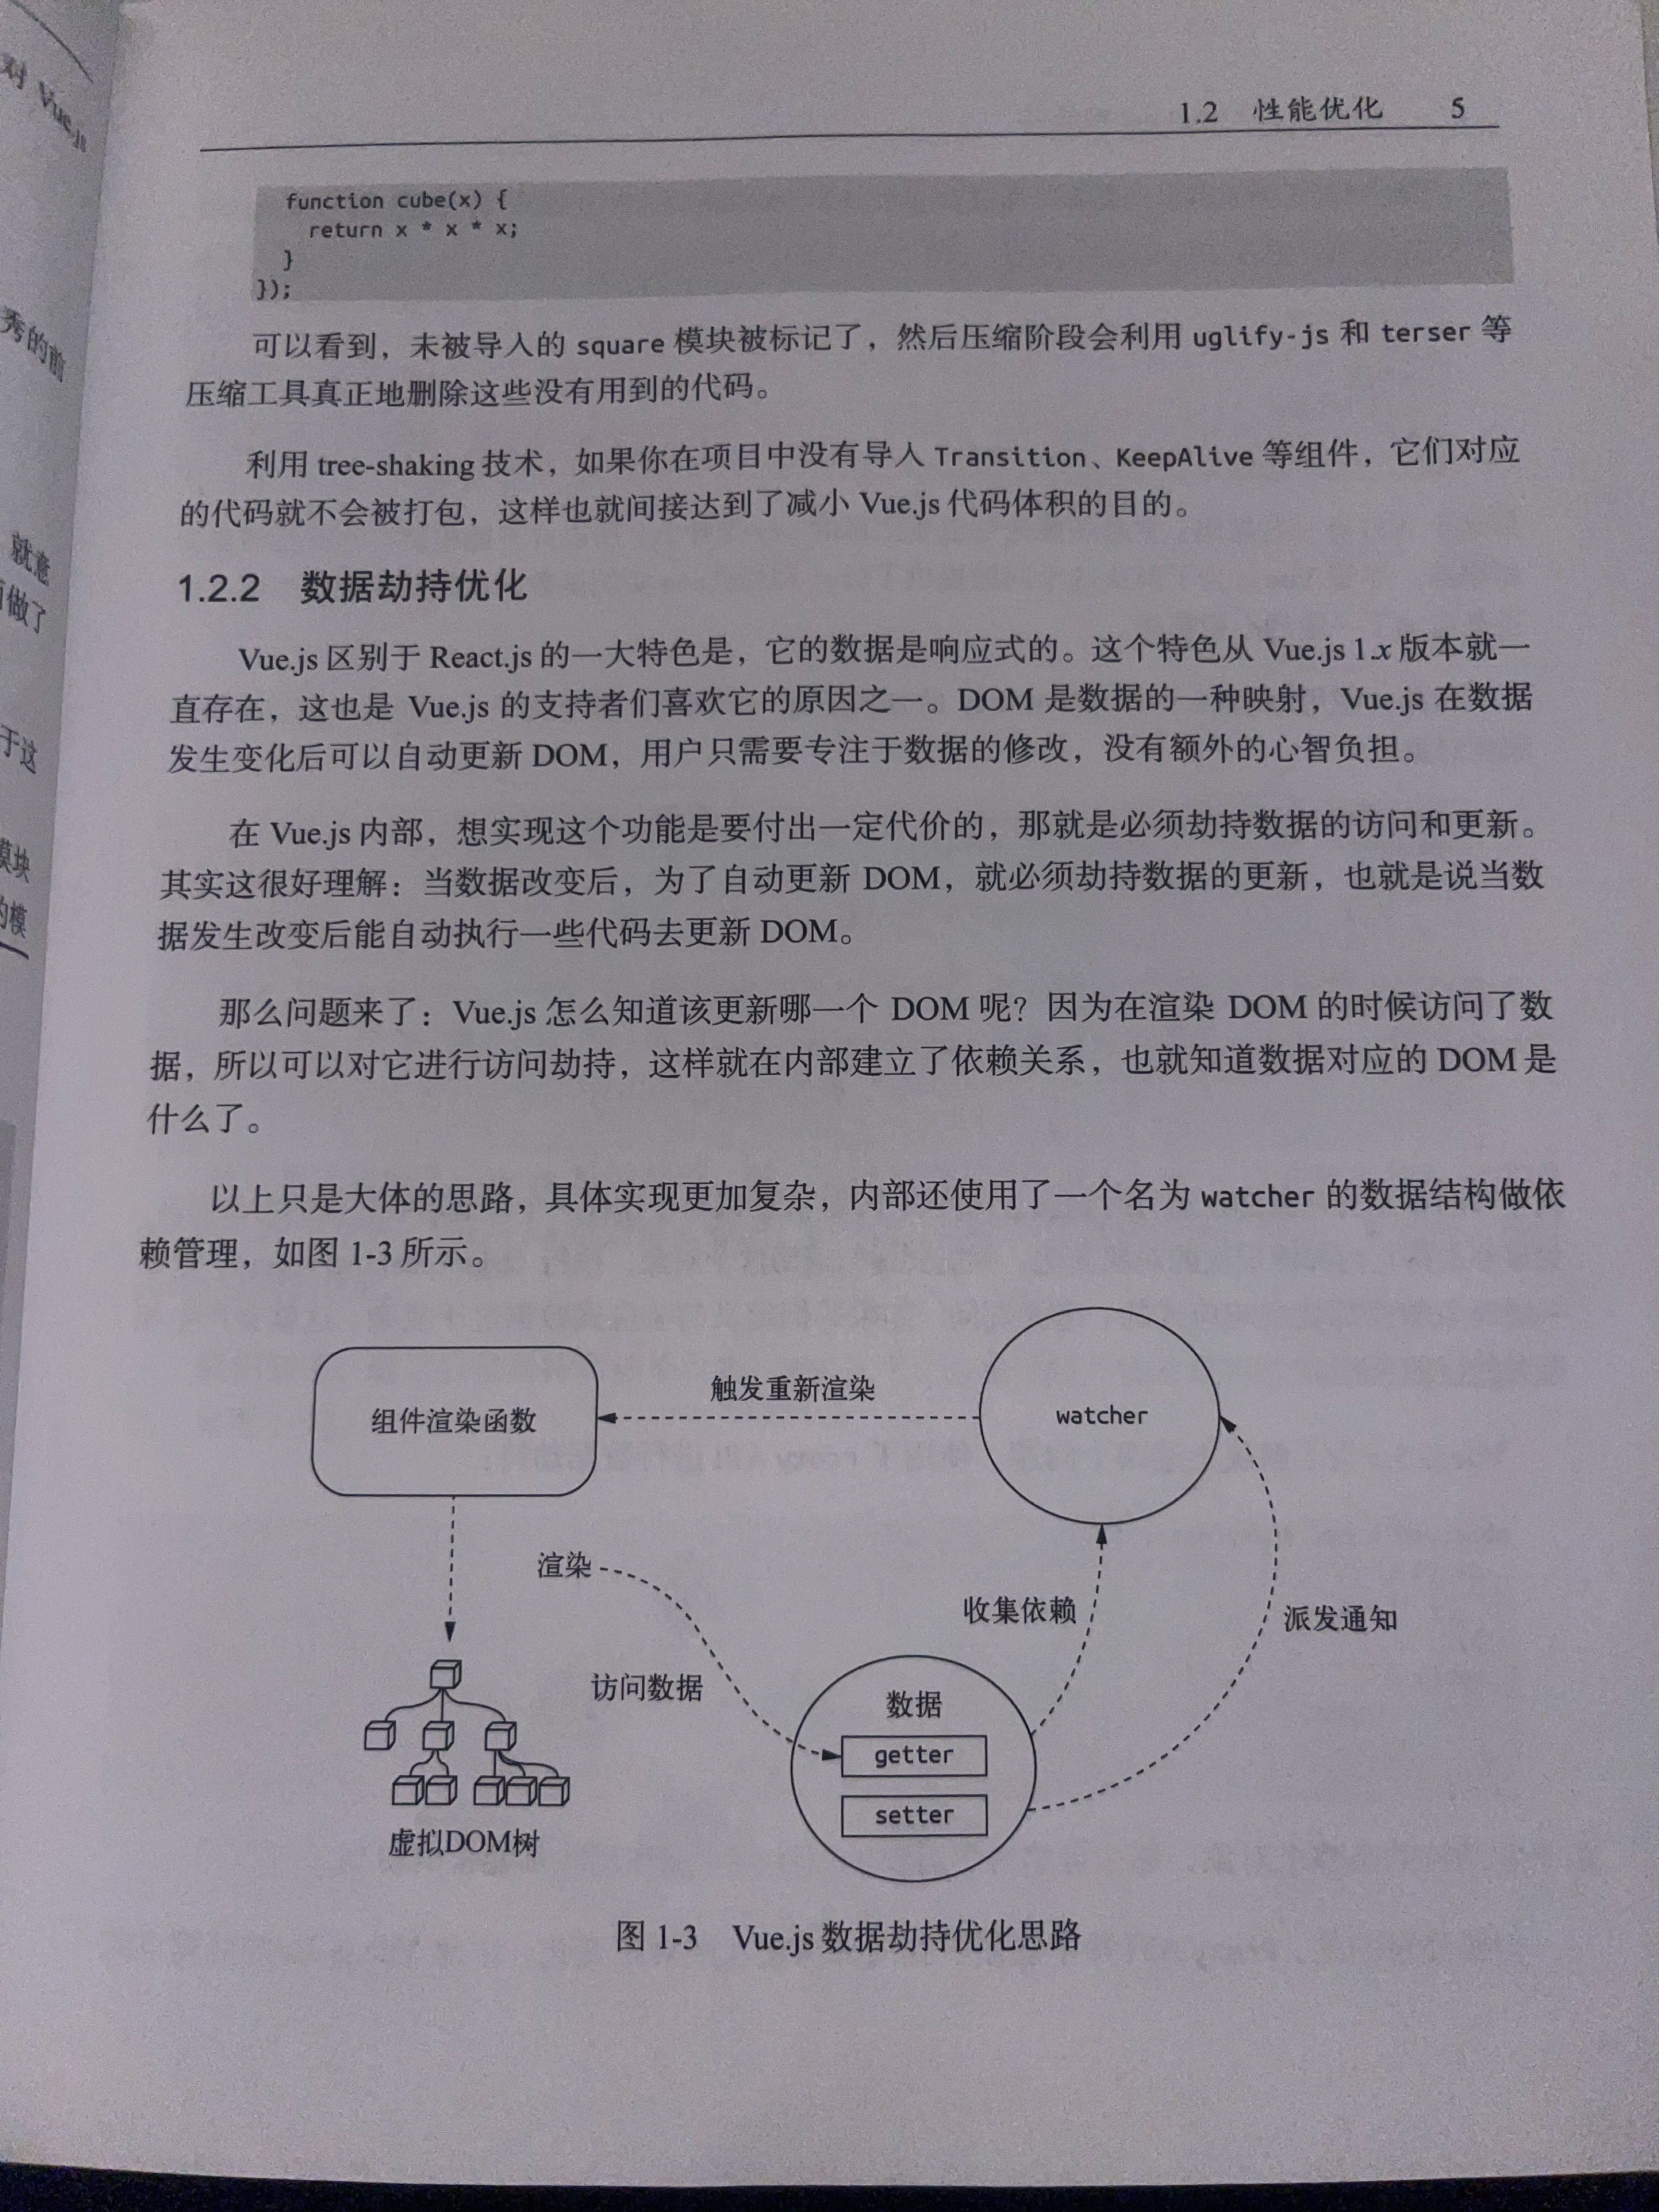 1.2 性能优化 5
function cube(x) {
return x * x * x;
}
});
可以看到，未被导入的 square 模块被标记了，然后压缩阶段会利用 uglify-js 和 terser 等
压缩工具真正地删除这些没有用到的代码。
利用 tree-shaking 技术，如果你在项目中没有导入 Transition、KeepAlive 等组件，它们对应
的代码就不会被打包，这样也就间接达到了减小 Vue.js 代码体积的目的。
1.2.2 数据劫持优化
Vue.js 区别于 React.js 的一大特色是，它的数据是响应式的。这个特色从 Vue.js 1.x 版本就一
直存在，这也是 Vue.js 的支持者们喜欢它的原因之一。DOM 是数据的一种映射，Vue.js 在数据
发生变化后可以自动更新 DOM，用户只需要专注于数据的修改，没有额外的心智负担。
在 Vue.js 内部，想实现这个功能是要付出一定代价的，那就是必须劫持数据的访问和更新。
其实这很好理解：当数据改变后，为了自动更新 DOM，就必须劫持数据的更新，也就是说当数
据发生改变后能自动执行一些代码去更新 DOM。
那么问题来了：Vue.js 怎么知道该更新哪一个 DOM 呢？因为在渲染 DOM 的时候访问了数
据，所以可以对它进行访问劫持，这样就在内部建立了依赖关系，也就知道数据对应的 DOM 是
什么了。
以上只是大体的思路，具体实现更加复杂，内部还使用了一个名为 watcher 的数据结构做依
赖管理，如图 1-3 所示。
触发重新渲染
组件渲染函数
watcher
渲染
收集依赖
派发通知
访问数据
数据
getter
setter
虚拟DOM树
图 1-3 Vue.js 数据劫持优化思路
对 Vue.js
秀的前
就意
做了
于这
模块
的模